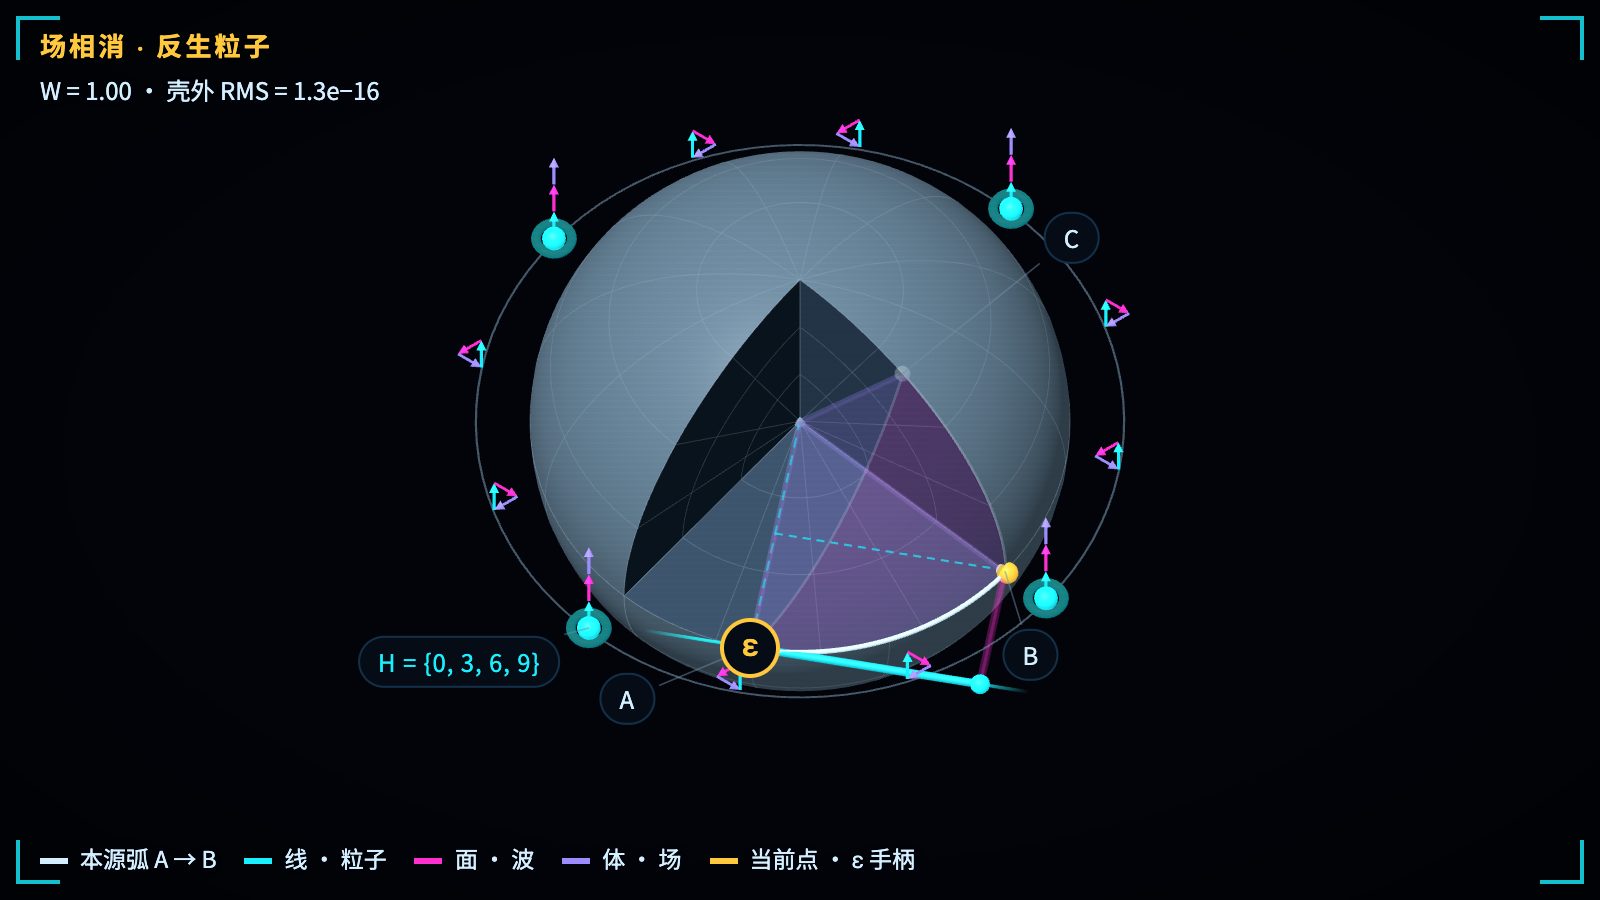 场相消 · 反生粒子
W = 1.00 · 壳外 RMS = 1.3e−16
C
ε
B
H = {0, 3, 6, 9}
A
本源弧 A → B 线 · 粒子 面 · 波 体 · 场 当前点 · ε 手柄